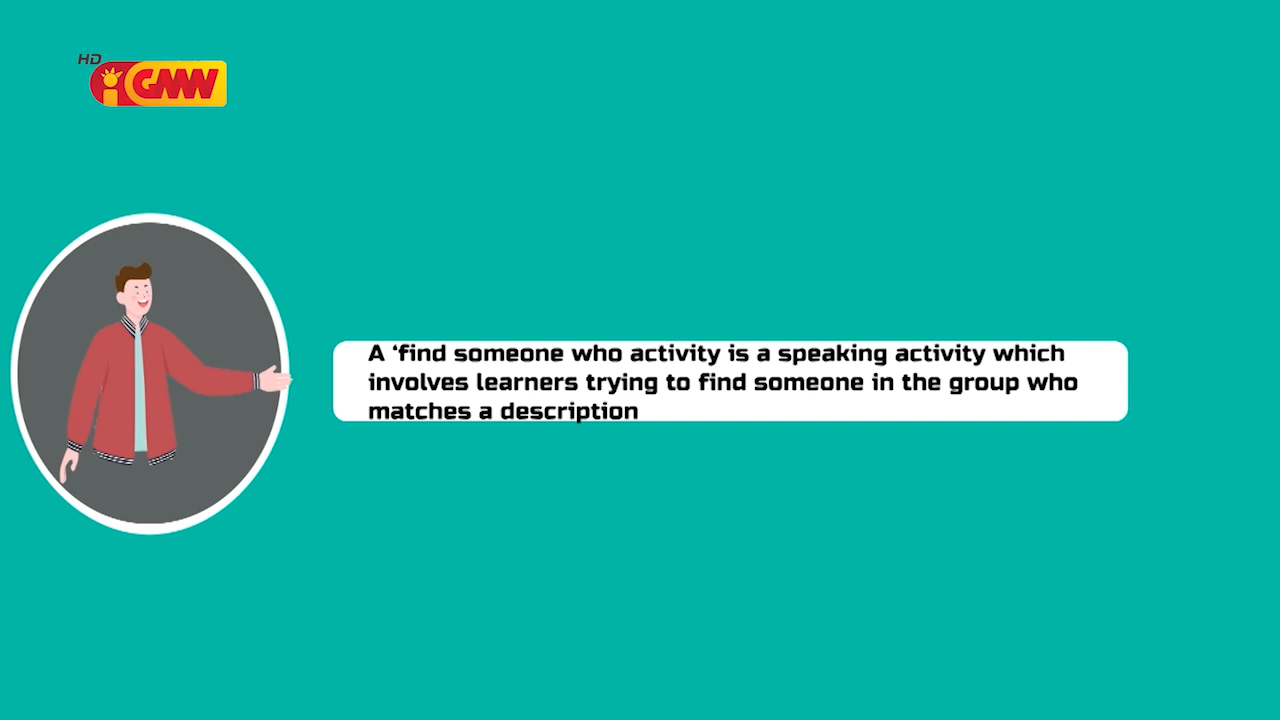 HD
iGMW
A ‘find someone who activity is a speaking activity which
involves learners trying to find someone in the group who
matches a description